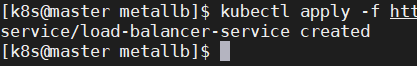 [k8s@master metallb]$ kubectl apply -f htt
service/load-balancer-service created
[k8s@master metallb]$